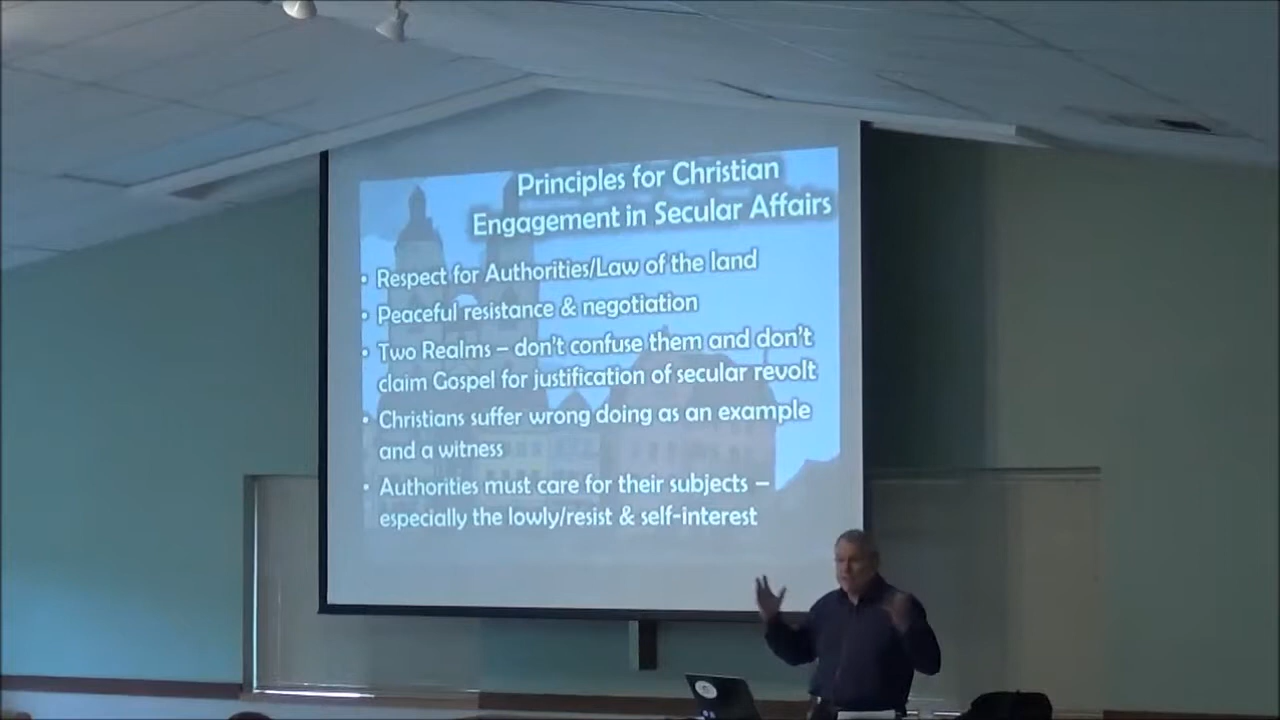 Principles for Christian
Engagement in Secular Affairs
• Respect for Authorities/Law of the land
• Peaceful resistance & negotiation
• Two Realms – don't confuse them and don't
claim Gospel for justification of secular revolt
• Christians suffer wrong doing as an example
and a witness
• Authorities must care for their subjects –
especially the lowly/resist & self-interest